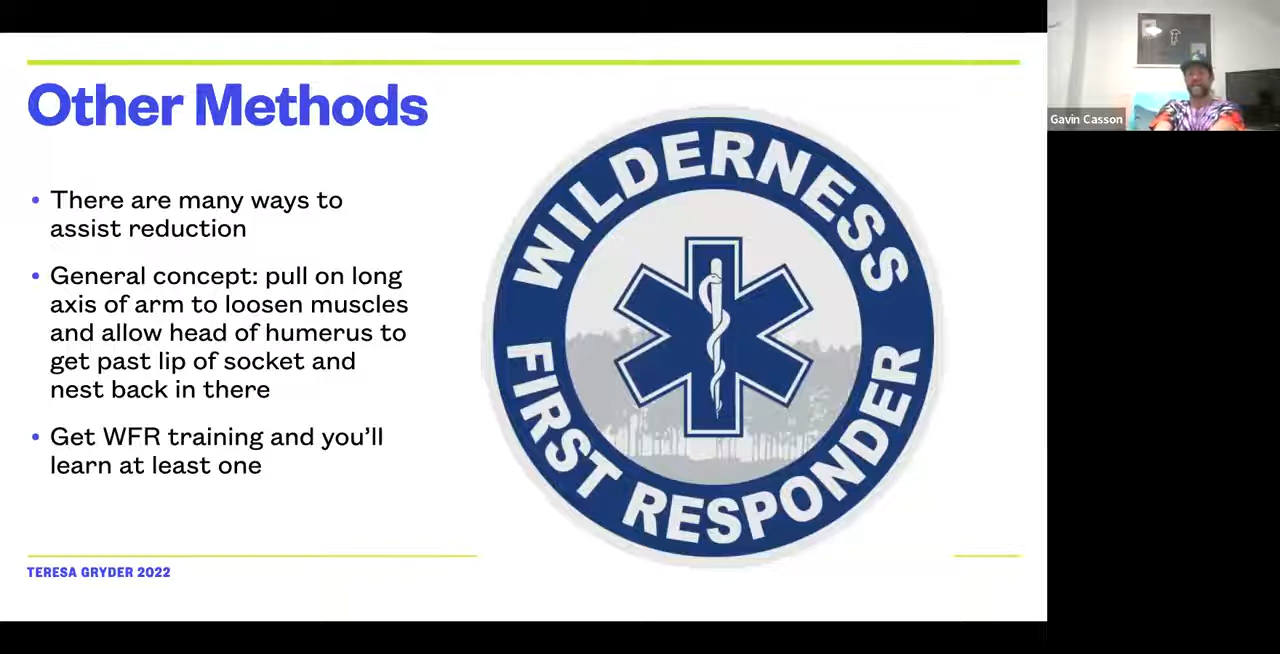 Other Methods
• There are many ways to
assist reduction
• General concept: pull on long
axis of arm to loosen muscles
and allow head of humerus to
get past lip of socket and
nest back in there
• Get WFR training and you’ll
learn at least one
WILDERNESS
FIRST RESPONDER
TERESA GRYDER 2022
Gavin Casson